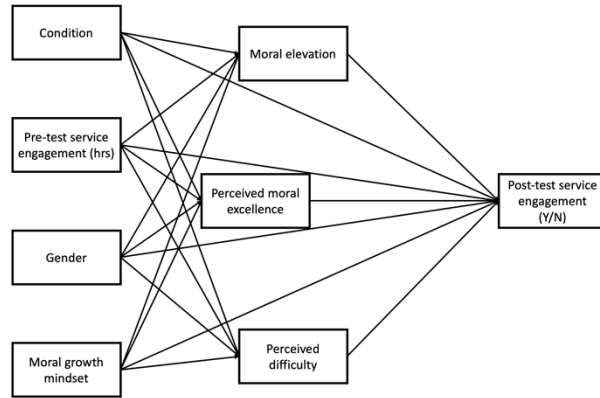 Condition
Moral elevation
Pre-test service
engagement (hrs)
Perceived moral
excellence
Post-test service
engagement
(Y/N)
Gender
Moral growth
mindset
Perceived
difficulty